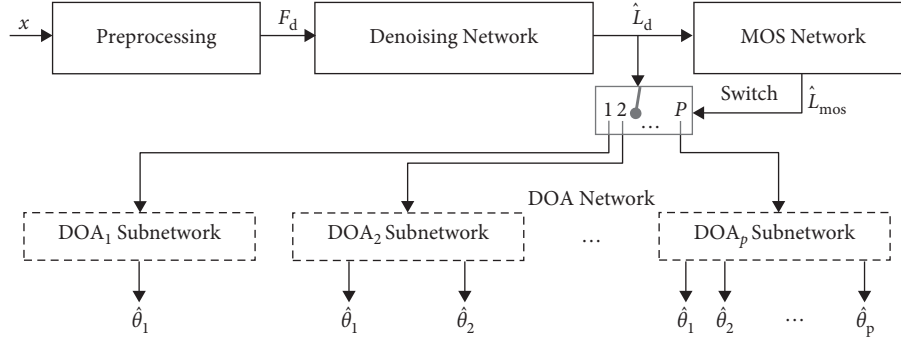 x Preprocessing F_d Denoising Network L̂_d MOS Network
Switch L̂_mos
1 2 ... P
DOA Network
DOA_1 Subnetwork DOA_2 Subnetwork ... DOA_p Subnetwork
θ̂_1 θ̂_1 θ̂_2 θ̂_1 θ̂_2 ... θ̂_p